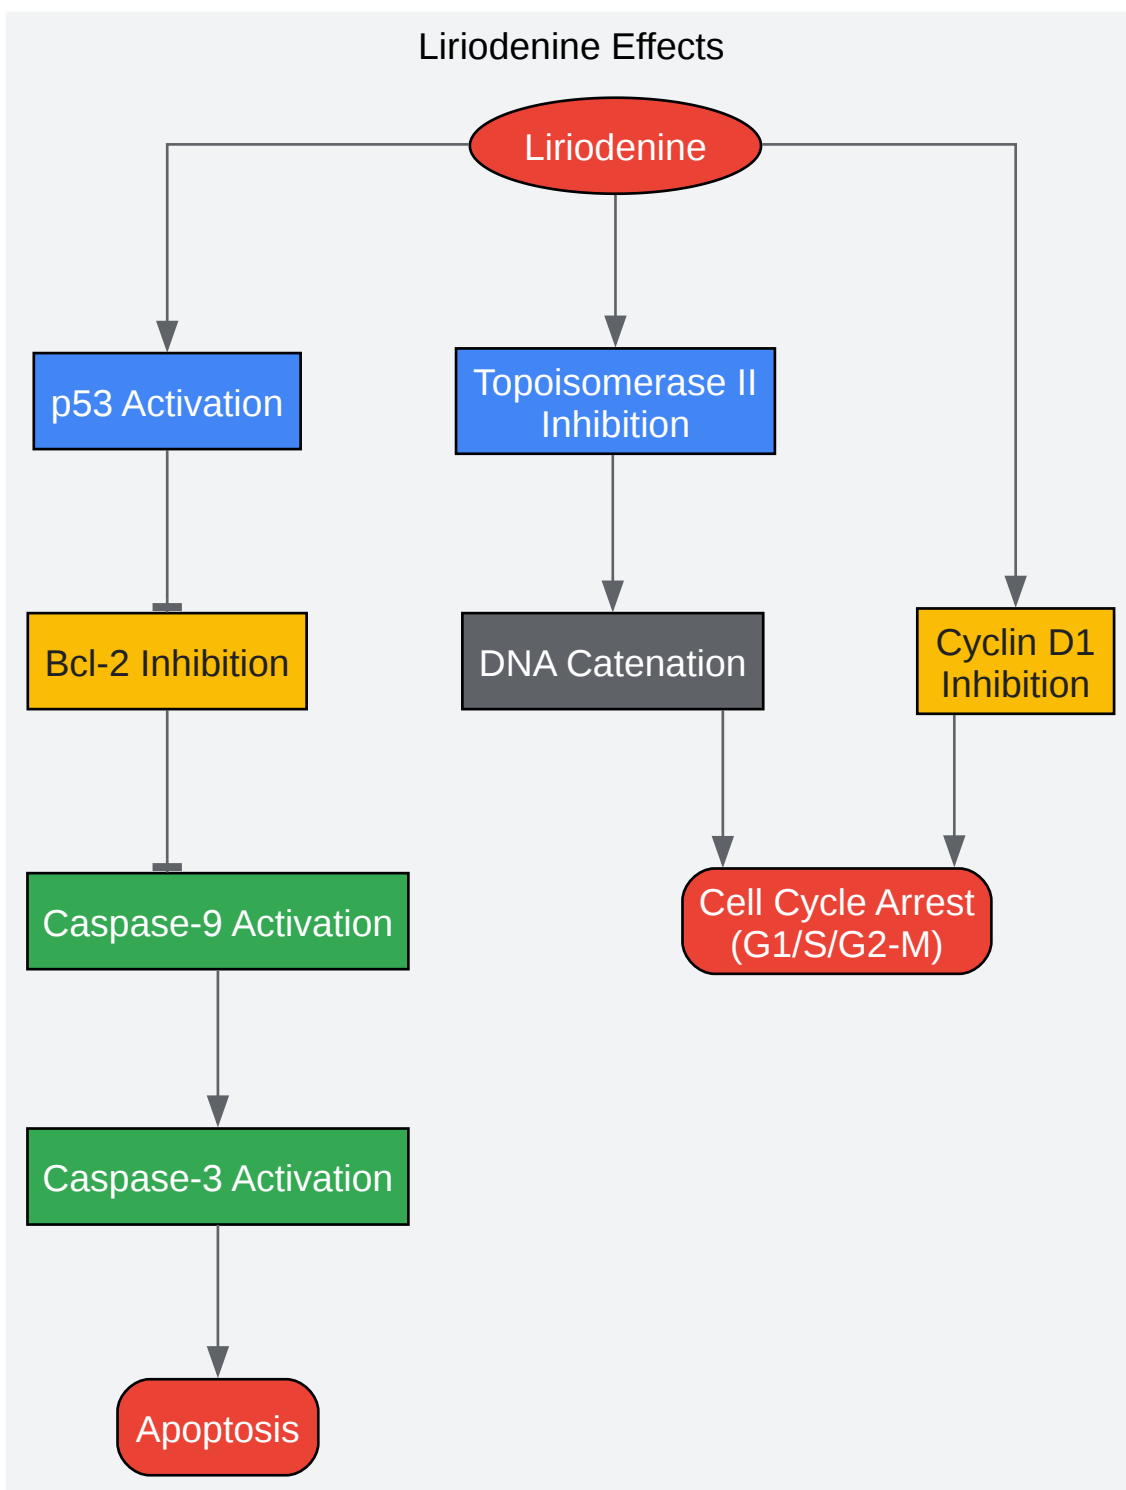 Liriodenine Effects
Liriodenine
p53 Activation
Topoisomerase II
Inhibition
Bcl-2 Inhibition
DNA Catenation
Cyclin D1
Inhibition
Caspase-9 Activation
Cell Cycle Arrest
(G1/S/G2-M)
Caspase-3 Activation
Apoptosis